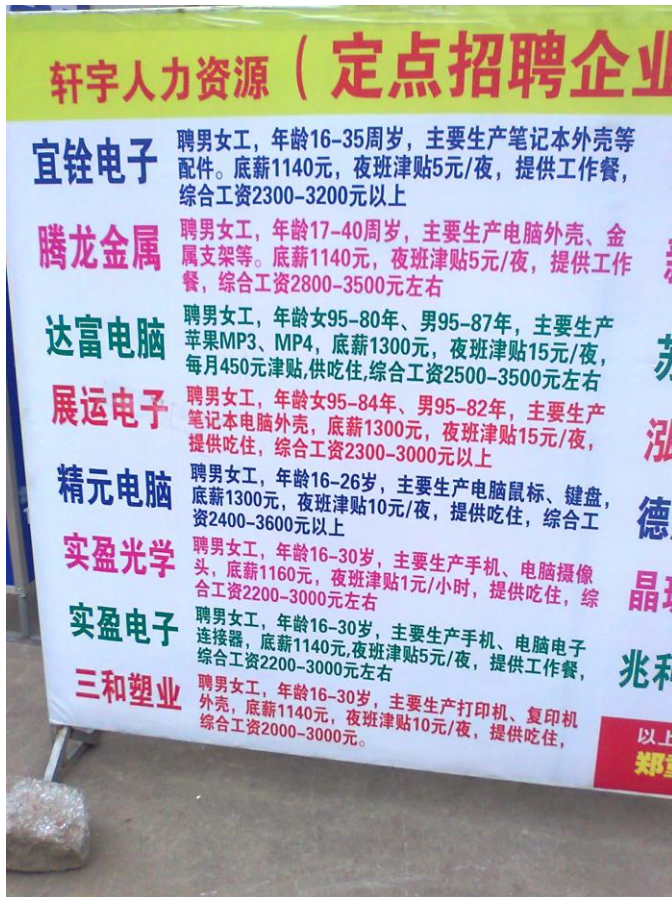 轩宇人力资源（定点招聘企业
宜铨电子
聘男女工，年龄16-35周岁，主要生产笔记本外壳等
配件。底薪1140元，夜班津贴5元/夜，提供工作餐，
综合工资2300-3200元以上
腾龙金属
聘男女工，年龄17-40周岁，主要生产电脑外壳、金
属支架等。底薪1140元，夜班津贴5元/夜，提供工作
餐，综合工资2800-3500元左右
达富电脑
聘男女工，年龄女95-80年、男95-87年，主要生产
苹果MP3、MP4，底薪1300元，夜班津贴15元/夜，
每月450元津贴,供吃住,综合工资2500-3500元左右
展运电子
聘男女工，年龄女95-84年、男95-82年，主要生产
笔记本电脑外壳，底薪1300元，夜班津贴15元/夜，
提供吃住，综合工资2300-3000元以上
精元电脑
聘男女工，年龄16-26岁，主要生产电脑鼠标、键盘，
底薪1300元，夜班津贴10元/夜，提供吃住，综合工
资2400-3600元以上
实盈光学
聘男女工，年龄16-30岁，主要生产手机、电脑摄像
头，底薪1160元，夜班津贴1元/小时，提供吃住，综
合工资2200-3000元左右
实盈电子
聘男女工，年龄16-30岁，主要生产手机、电脑电子
连接器，底薪1140元,夜班津贴5元/夜，提供工作餐，
综合工资2200-3000元左右
三和塑业
聘男女工，年龄16-30岁，主要生产打印机、复印机
外壳，底薪1140元，夜班津贴10元/夜，提供吃住，
综合工资2000-3000元。
苏
泓
德
晶
兆利
以上
郑重